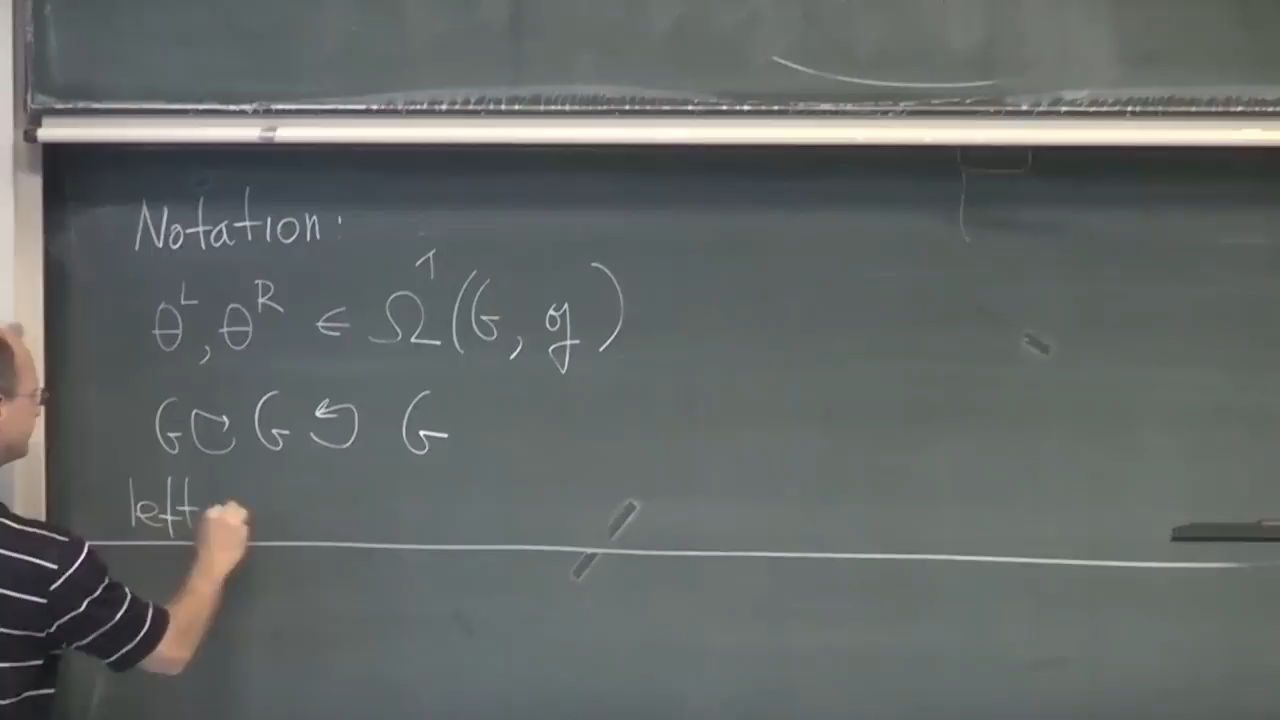 Notation:
θ^L, θ^R ∈ Ω^1(G, 𝔤)
G ↻ G ↺ G
left